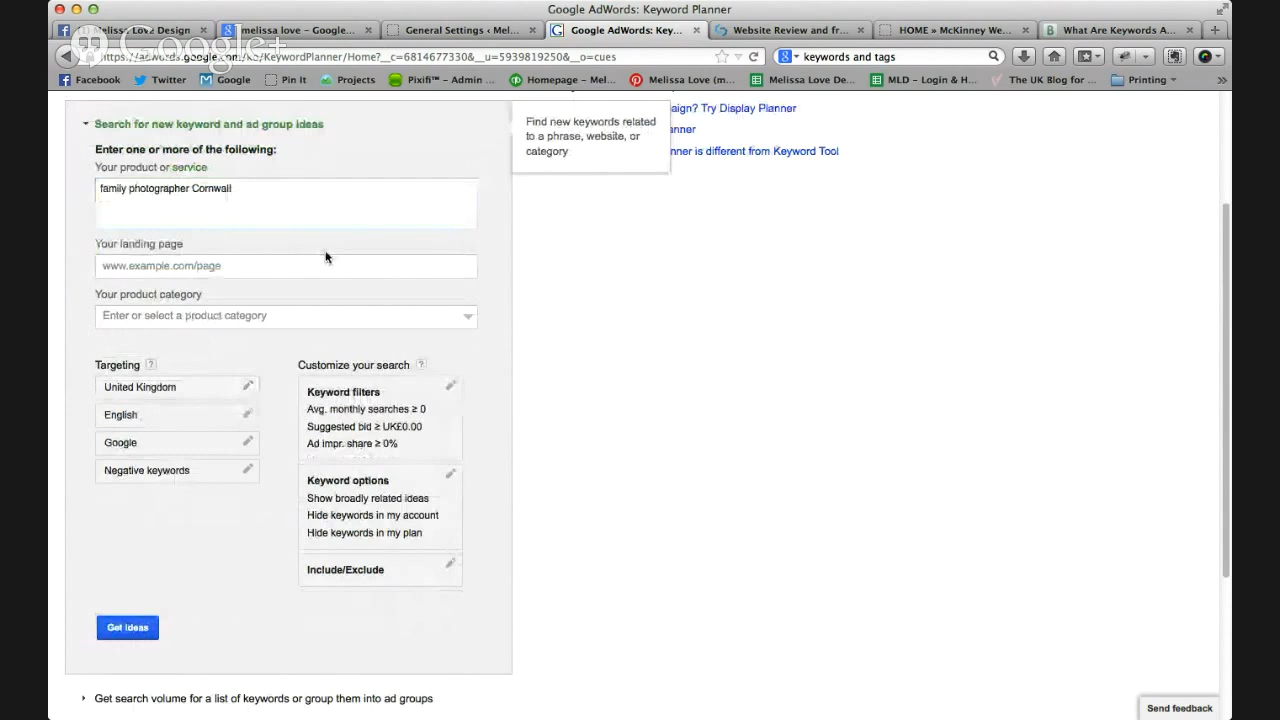 Google AdWords: Keyword Planner
(1) Melissa Love Design
melissa love – Google...
General Settings ‹ Mel...
Google AdWords: Key...
Website Review and fr...
HOME » McKinney We...
What Are Keywords A...
Google+
https://adwords.google.com/ko/KeywordPlanner/Home?__c=6814677330&__u=5939819250&__o=cues
keywords and tags
Facebook
Twitter
Google
Pin It
Projects
Pixifi™ – Admin ...
Homepage – Mel...
Melissa Love (m...
Melissa Love De...
MLD – Login & H...
The UK Blog for ...
Printing
Search for new keyword and ad group ideas
Enter one or more of the following:
Your product or service
family photographer Cornwall
Your landing page
www.example.com/page
Your product category
Enter or select a product category
Find new keywords related
to a phrase, website, or
category
aign? Try Display Planner
anner
anner is different from Keyword Tool
Targeting ?
United Kingdom
English
Google
Negative keywords
Customize your search ?
Keyword filters
Avg. monthly searches ≥ 0
Suggested bid ≥ UK£0.00
Ad impr. share ≥ 0%
Keyword options
Show broadly related ideas
Hide keywords in my account
Hide keywords in my plan
Include/Exclude
Get ideas
Get search volume for a list of keywords or group them into ad groups
Send feedback